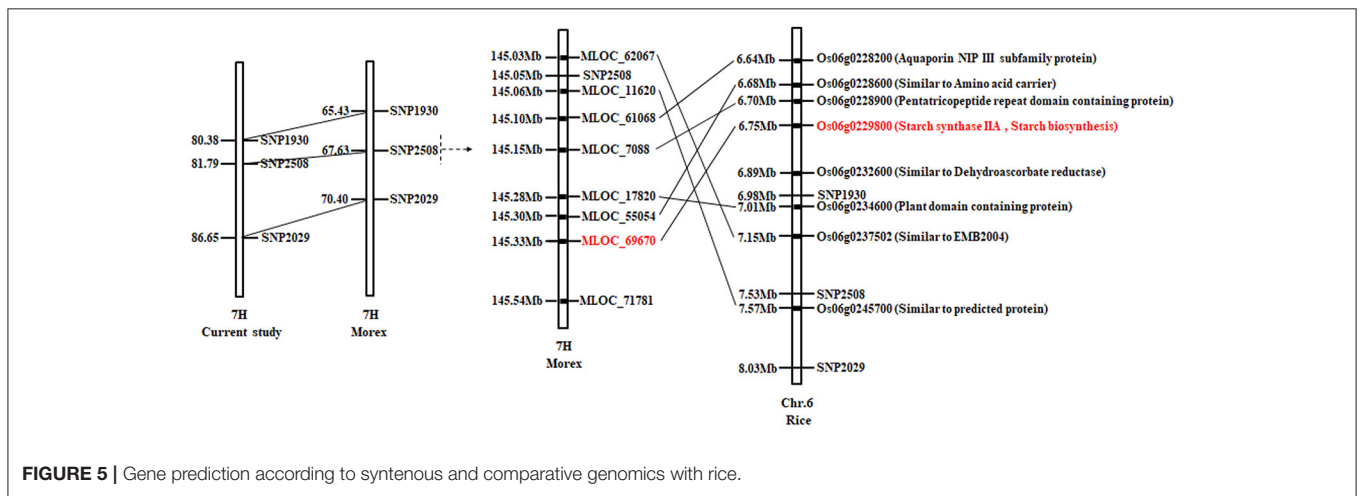 80.38
81.79
86.65
SNP1930
SNP2508
SNP2029
7H
Current study
65.43
67.63
70.40
SNP1930
SNP2508
SNP2029
7H
Morex
145.03Mb MLOC_62067
145.05Mb SNP2508
145.06Mb MLOC_11620
145.10Mb MLOC_61068
145.15Mb MLOC_7088
145.28Mb MLOC_17820
145.30Mb MLOC_55054
145.33Mb MLOC_69670
145.54Mb MLOC_71781
7H
Morex
6.64Mb Os06g0228200 (Aquaporin NIP III subfamily protein)
6.68Mb Os06g0228600 (Similar to Amino acid carrier)
6.70Mb Os06g0228900 (Pentatricopeptide repeat domain containing protein)
6.75Mb Os06g0229800 (Starch synthase IIA , Starch biosynthesis)
6.89Mb Os06g0232600 (Similar to Dehydroascorbate reductase)
6.98Mb SNP1930
7.01Mb Os06g0234600 (Plant domain containing protein)
7.15Mb Os06g0237502 (Similar to EMB2004)
7.53Mb SNP2508
7.57Mb Os06g0245700 (Similar to predicted protein)
8.03Mb SNP2029
Chr.6
Rice
FIGURE 5 | Gene prediction according to syntenous and comparative genomics with rice.